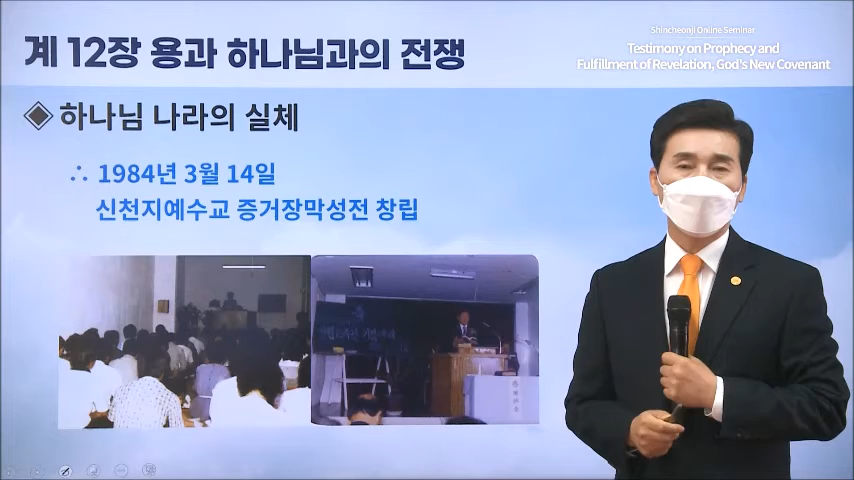 계 12장 용과 하나님과의 전쟁
Shincheonji Online Seminar
Testimony on Prophecy and
Fulfillment of Revelation, God's New Covenant
◈ 하나님 나라의 실체
∴ 1984년 3월 14일
신천지예수교 증거장막성전 창립